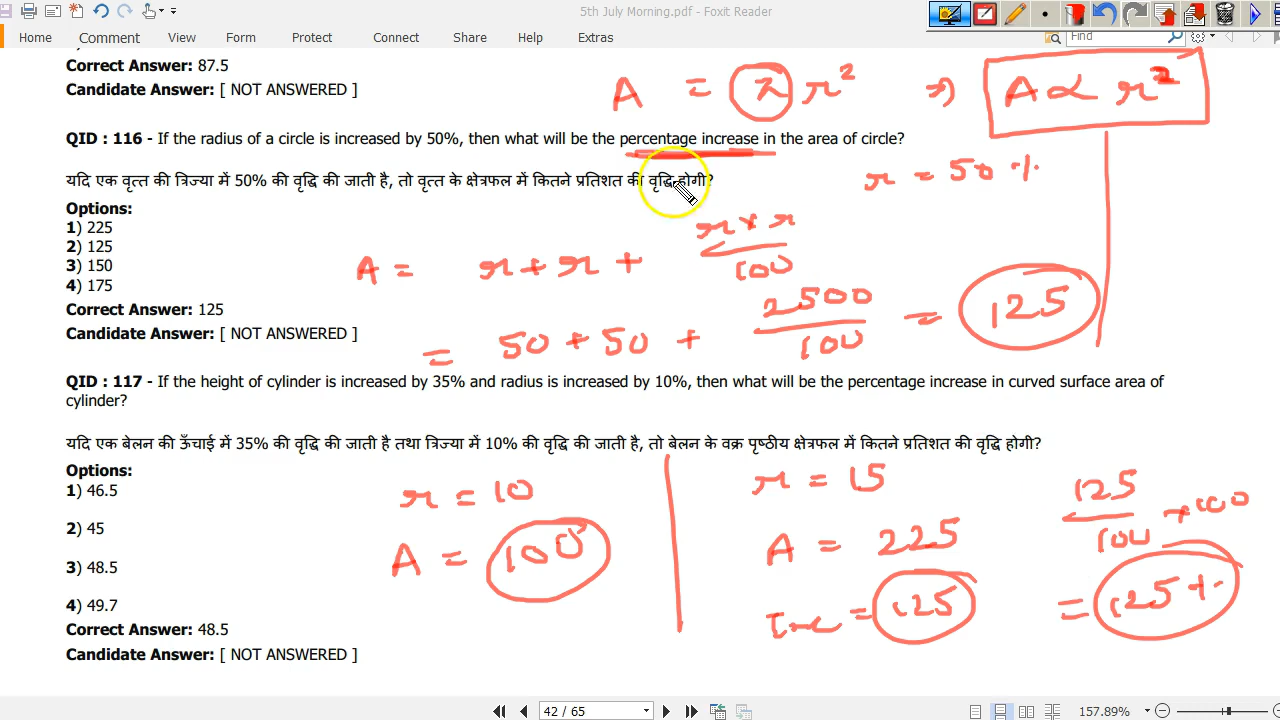 5th July Morning.pdf - Foxit Reader
Home Comment View Form Protect Connect Share Help Extras
Find
Correct Answer: 87.5
Candidate Answer: [ NOT ANSWERED ]
A = π r² ⇒ A ∝ r²
QID : 116 - If the radius of a circle is increased by 50%, then what will be the percentage increase in the area of circle?
यदि एक वृत्त की त्रिज्या में 50% की वृद्धि की जाती है, तो वृत्त के क्षेत्रफल में कितने प्रतिशत की वृद्धि होगी?
r = 50 %
Options:
1) 225
2) 125
3) 150
4) 175
A = r + r + r × r / 100
Correct Answer: 125
= 50 + 50 + 2500 / 100 = 125
Candidate Answer: [ NOT ANSWERED ]
QID : 117 - If the height of cylinder is increased by 35% and radius is increased by 10%, then what will be the percentage increase in curved surface area of
cylinder?
यदि एक बेलन की ऊँचाई में 35% की वृद्धि की जाती है तथा त्रिज्या में 10% की वृद्धि की जाती है, तो बेलन के वक्र पृष्ठीय क्षेत्रफल में कितने प्रतिशत की वृद्धि होगी?
Options:
1) 46.5
2) 45
3) 48.5
4) 49.7
r = 10
A = 100
r = 15
A = 225
Inc = 125
125 / 100 × 100
= 125 %
Correct Answer: 48.5
Candidate Answer: [ NOT ANSWERED ]
42 / 65
157.89%